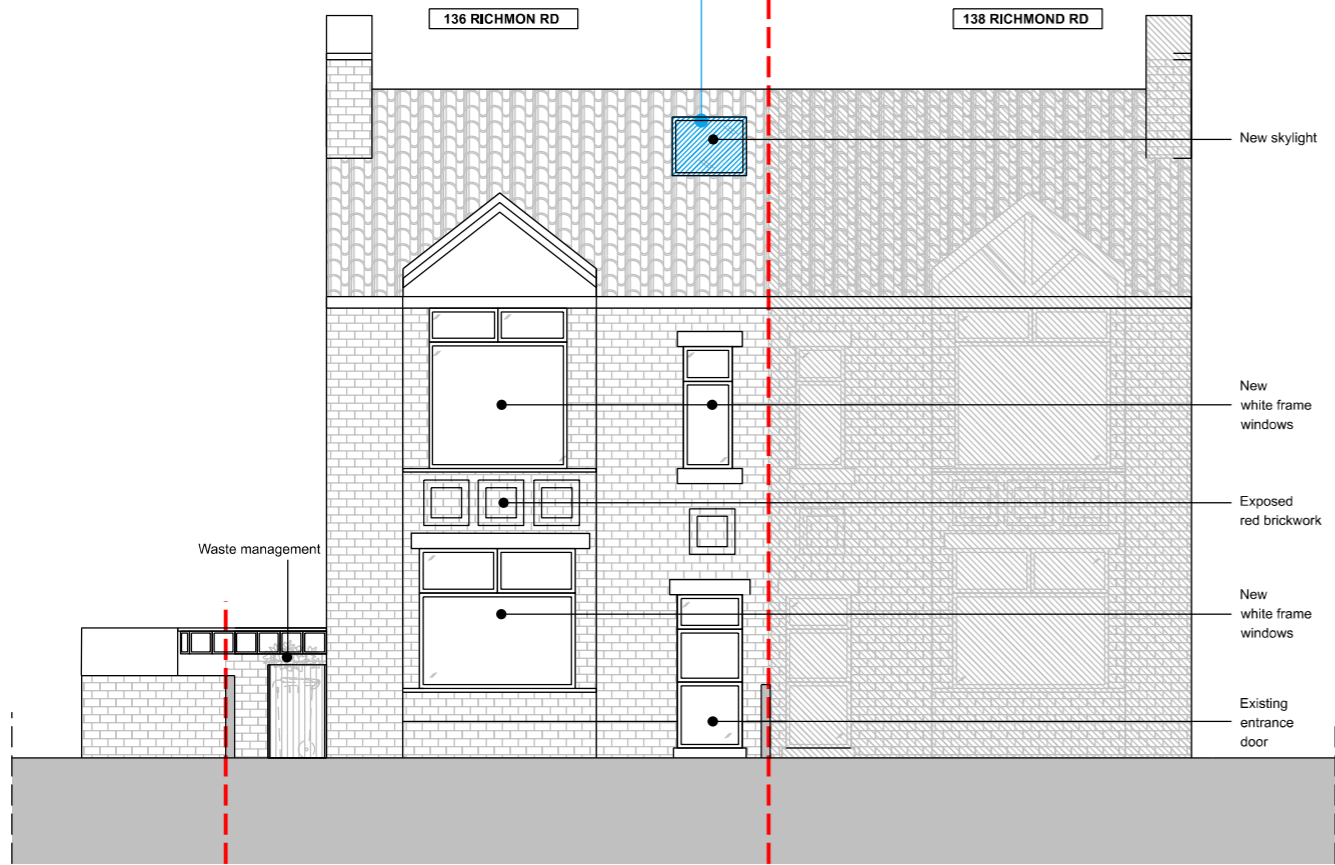 136 RICHMON RD
138 RICHMOND RD
New skylight
New
white frame
windows
Exposed
red brickwork
Waste management
New
white frame
windows
Existing
entrance
door